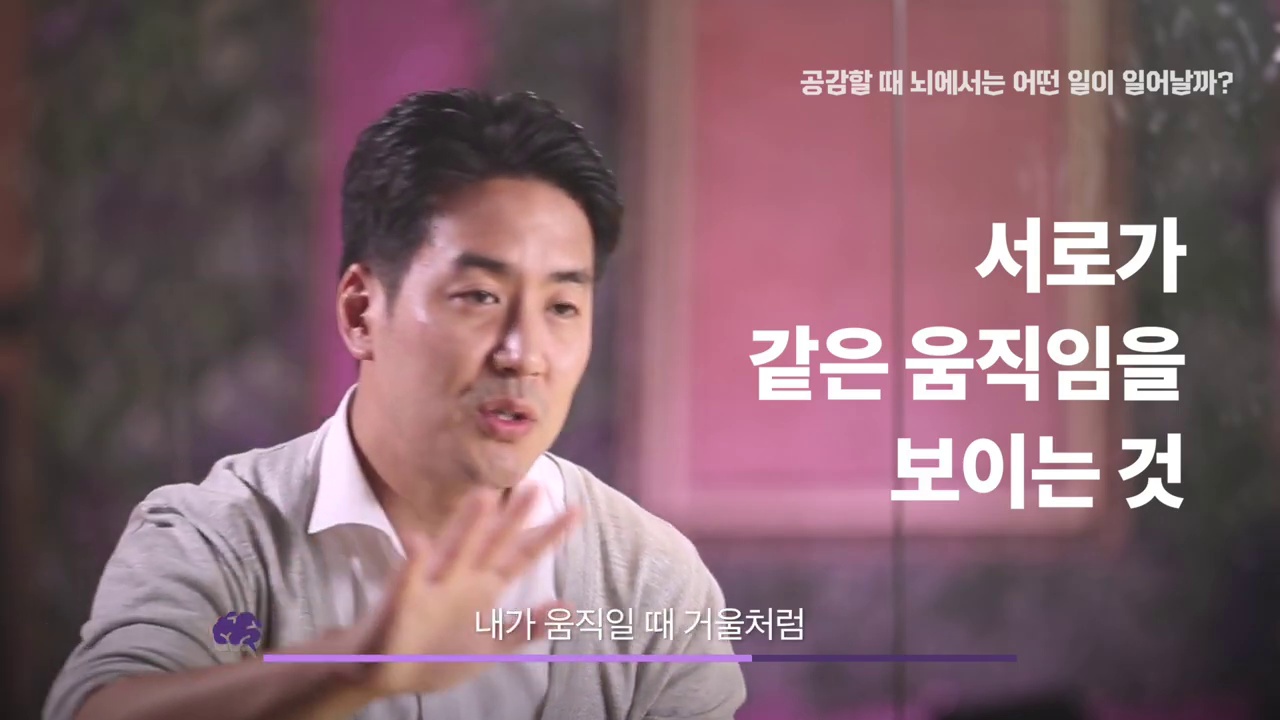 공감할 때 뇌에서는 어떤 일이 일어날까?
서로가
같은 움직임을
보이는 것
내가 움직일 때 거울처럼